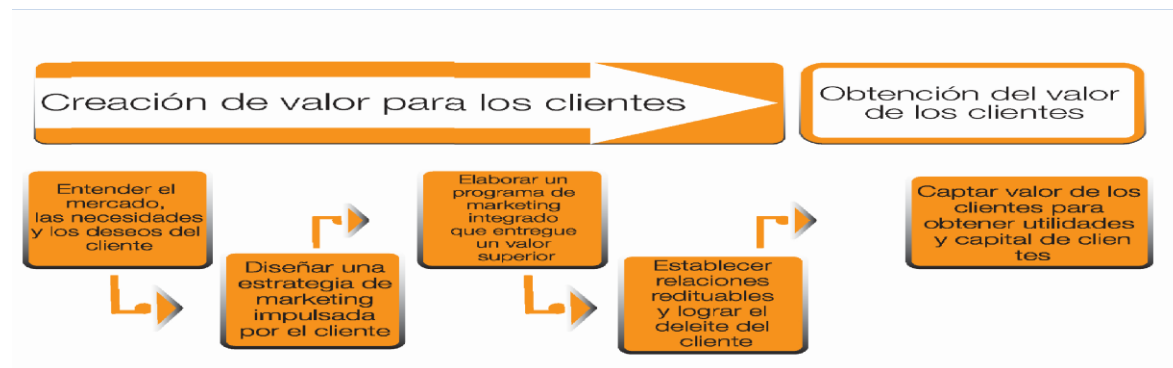 Creación de valor para los clientes
Obtención del valor
de los clientes
Entender el
mercado,
las necesidades
y los deseos del
cliente
Diseñar una
estrategia de
marketing
impulsada
por el cliente
Elaborar un
programa de
marketing
integrado
que entregue
un valor
superior
Establecer
relaciones
redituables
y lograr el
deleite del
cliente
Captar valor de los
clientes para
obtener utilidades
y capital de clien
tes